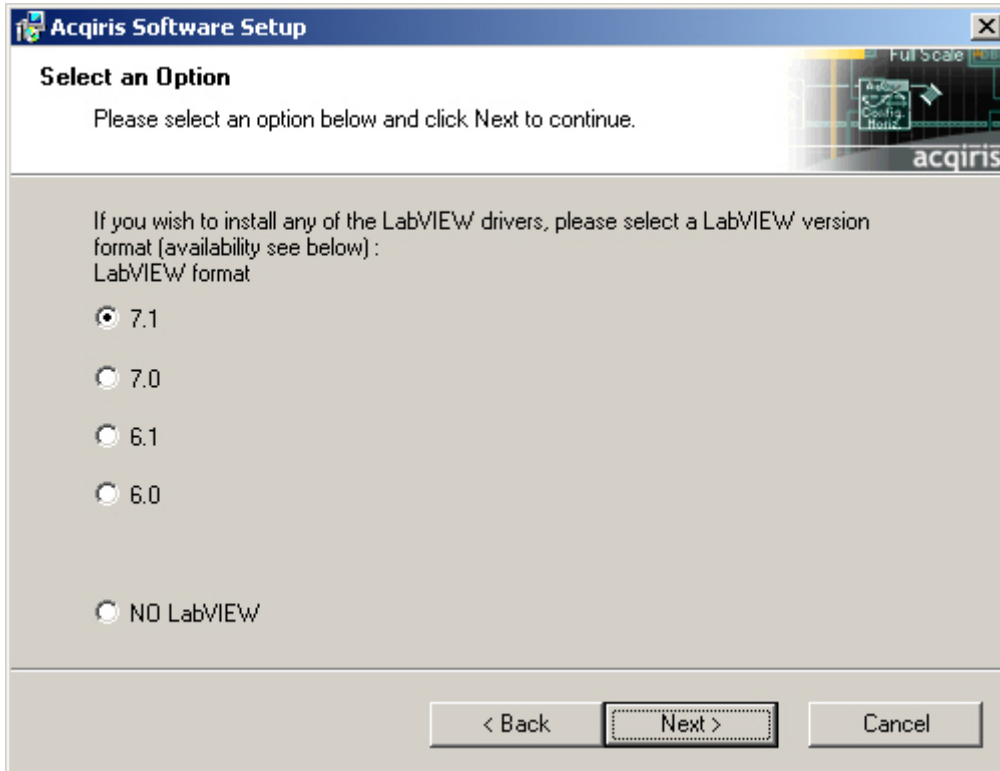 Acqiris Software Setup
Select an Option
Please select an option below and click Next to continue.
Full Scale
Config.
Horiz.
acqiris
If you wish to install any of the LabVIEW drivers, please select a LabVIEW version
format (availability see below) :
LabVIEW format
7.1
7.0
6.1
6.0
NO LabVIEW
< Back
Next >
Cancel